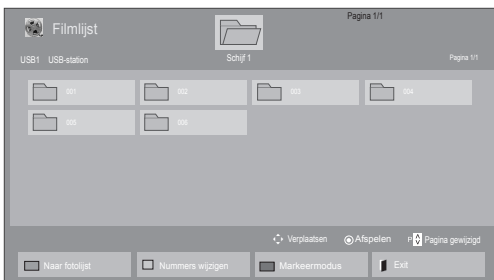 Pagina 1/1
Filmlijst
USB1 USB-station
Schijf 1
Pagina 1/1
001 002 003 004
005 006
Verplaatsen Afspelen P Pagina gewijzigd
Naar fotolijst Nummers wijzigen Markeermodus Exit